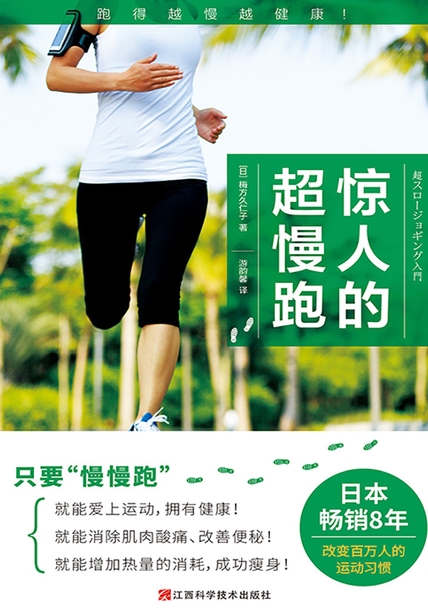 跑得越慢越健康！
超スロージョギング入門
惊人的
超慢跑
[日] 梅方久仁子 著
游韵馨 译
只要“慢慢跑”
就能爱上运动，拥有健康！
就能消除肌肉酸痛、改善便秘！
就能增加热量的消耗，成功瘦身！
日本
畅销8年
改变百万人的
运动习惯
江西科学技术出版社